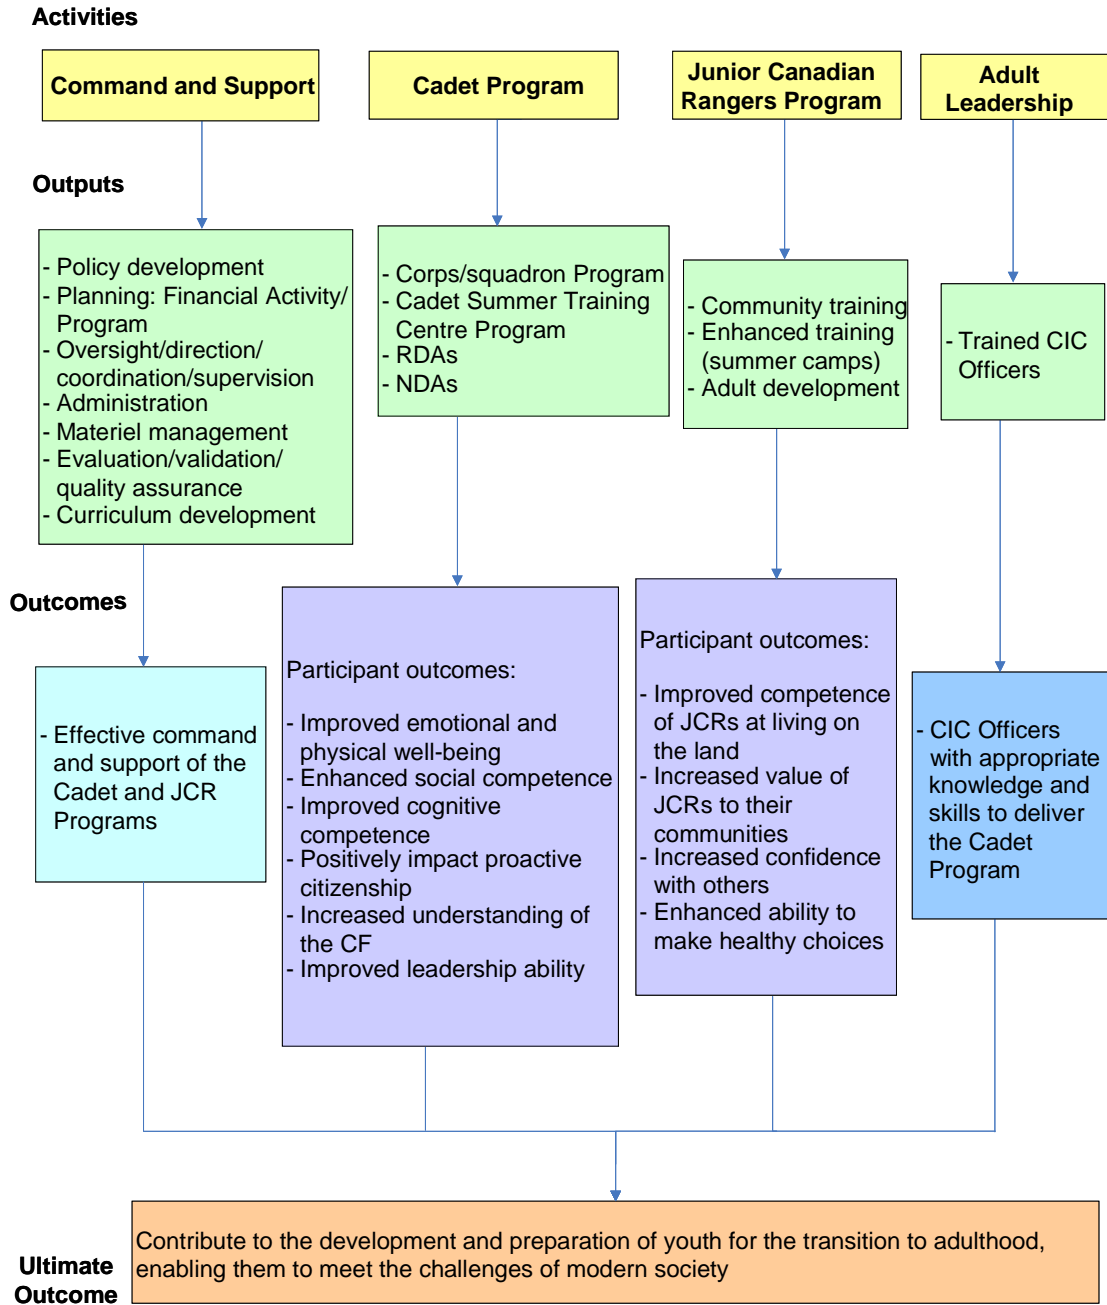 Activities
Command and Support
Cadet Program
Junior Canadian
Rangers Program
Adult
Leadership
Outputs
- Policy development
- Planning: Financial Activity/
Program
- Oversight/direction/
coordination/supervision
- Administration
- Materiel management
- Evaluation/validation/
quality assurance
- Curriculum development
- Corps/squadron Program
- Cadet Summer Training
Centre Program
- RDAs
- NDAs
- Community training
- Enhanced training
(summer camps)
- Adult development
- Trained CIC
Officers
Outcomes
- Effective command
and support of the
Cadet and JCR
Programs
Participant outcomes:
- Improved emotional and
physical well-being
- Enhanced social competence
- Improved cognitive
competence
- Positively impact proactive
citizenship
- Increased understanding of
the CF
- Improved leadership ability
Participant outcomes:
- Improved competence
of JCRs at living on
the land
- Increased value of
JCRs to their
communities
- Increased confidence
with others
- Enhanced ability to
make healthy choices
- CIC Officers
with appropriate
knowledge and
skills to deliver
the Cadet
Program
Ultimate
Outcome
Contribute to the development and preparation of youth for the transition to adulthood,
enabling them to meet the challenges of modern society